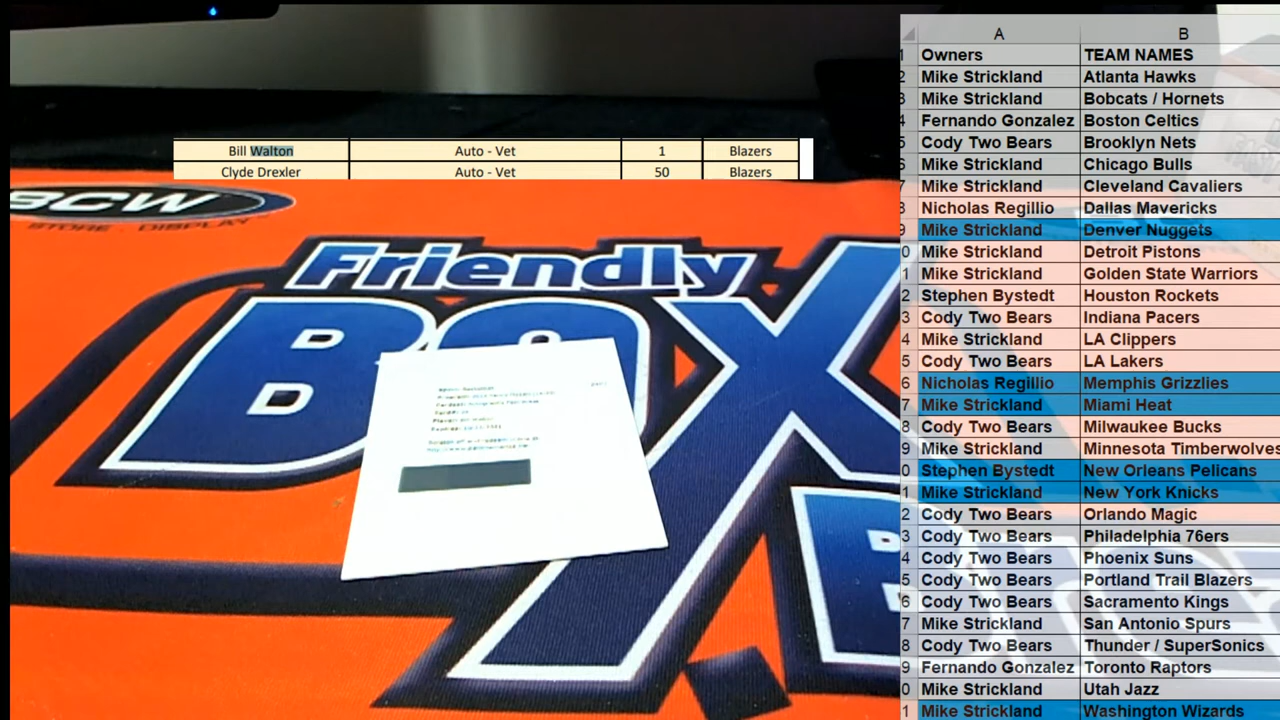 A B
Owners TEAM NAMES
Mike Strickland Atlanta Hawks
Mike Strickland Bobcats / Hornets
Fernando Gonzalez Boston Celtics
Cody Two Bears Brooklyn Nets
Mike Strickland Chicago Bulls
Mike Strickland Cleveland Cavaliers
Nicholas Regillio Dallas Mavericks
Mike Strickland Denver Nuggets
Mike Strickland Detroit Pistons
Mike Strickland Golden State Warriors
Stephen Bystedt Houston Rockets
Cody Two Bears Indiana Pacers
Mike Strickland LA Clippers
Cody Two Bears LA Lakers
Nicholas Regillio Memphis Grizzlies
Mike Strickland Miami Heat
Cody Two Bears Milwaukee Bucks
Mike Strickland Minnesota Timberwolves
Stephen Bystedt New Orleans Pelicans
Mike Strickland New York Knicks
Cody Two Bears Orlando Magic
Cody Two Bears Philadelphia 76ers
Cody Two Bears Phoenix Suns
Cody Two Bears Portland Trail Blazers
Cody Two Bears Sacramento Kings
Mike Strickland San Antonio Spurs
Cody Two Bears Thunder / SuperSonics
Fernando Gonzalez Toronto Raptors
Mike Strickland Utah Jazz
Mike Strickland Washington Wizards
Bill Walton Auto - Vet 1 Blazers
Clyde Drexler Auto - Vet 50 Blazers
BCW
STORE · DISPLAY
Friendly
BOX
B